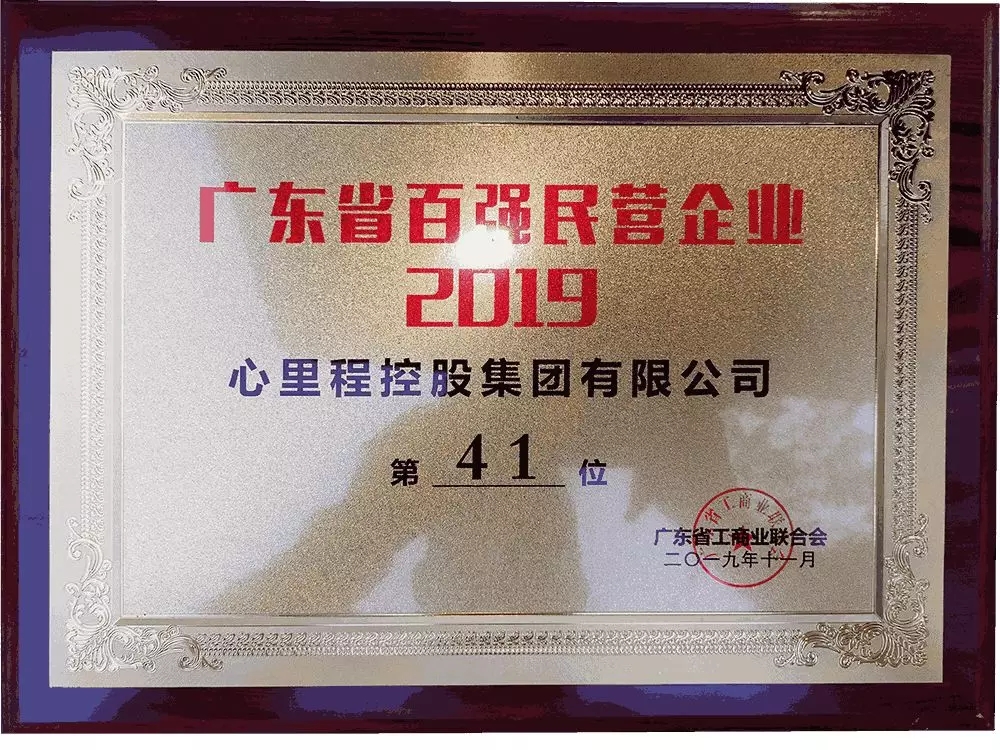 广东省百强民营企业
2019
心里程控股集团有限公司
第 41 位
广东省工商业联合会
二〇一九年十一月